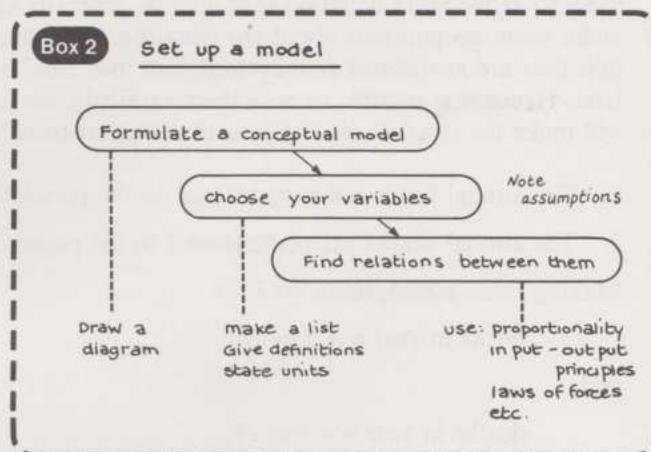 Box 2
Set up a model
Formulate a conceptual model
choose your variables
Note
assumptions
Find relations between them
Draw a
diagram
make a list
Give definitions
state units
use: proportionality
in put - out put
principles
laws of forces
etc.